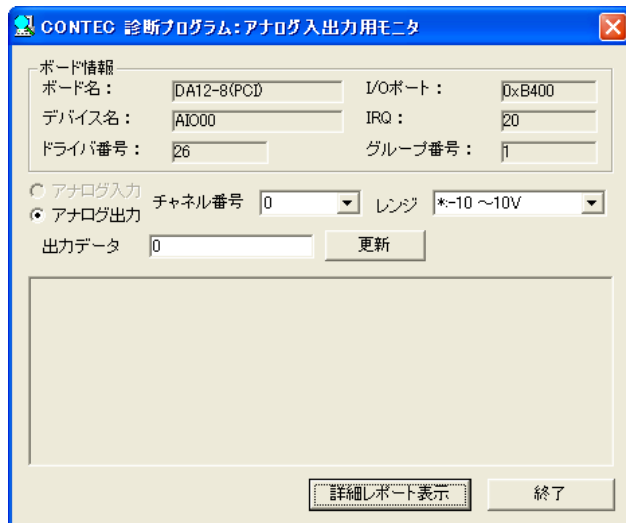 CONTEC 診断プログラム:アナログ入出力用モニタ
ボード情報
ボード名: DA12-8(PCI) I/Oポート: 0xB400
デバイス名: AIO00 IRQ: 20
ドライバ番号: 26 グループ番号: 1
アナログ入力
アナログ出力 チャネル番号 0 レンジ *:-10 ~10V
出力データ 0 更新
詳細レポート表示 終了